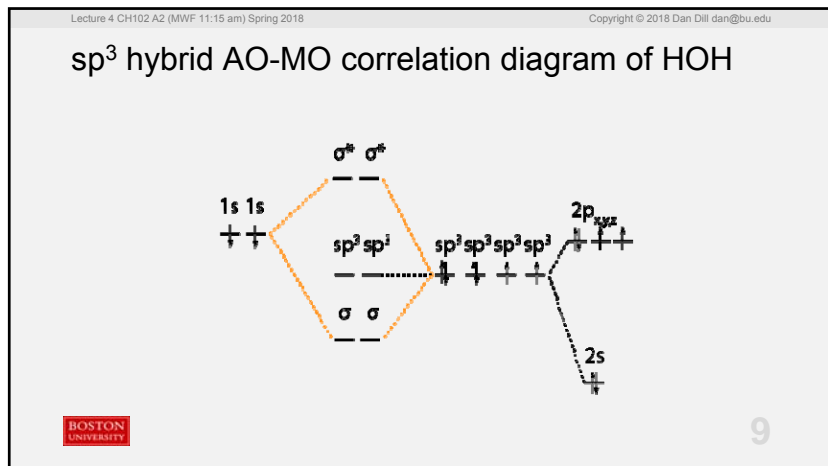 Lecture 4 CH102 A2 (MWF 11:15 am) Spring 2018 Copyright © 2018 Dan Dill dan@bu.edu
sp³ hybrid AO-MO correlation diagram of HOH
σ* σ*
1s 1s
2pxyz
sp³ sp³ sp³ sp³ sp³ sp³
σ σ
2s
BOSTON
UNIVERSITY
9